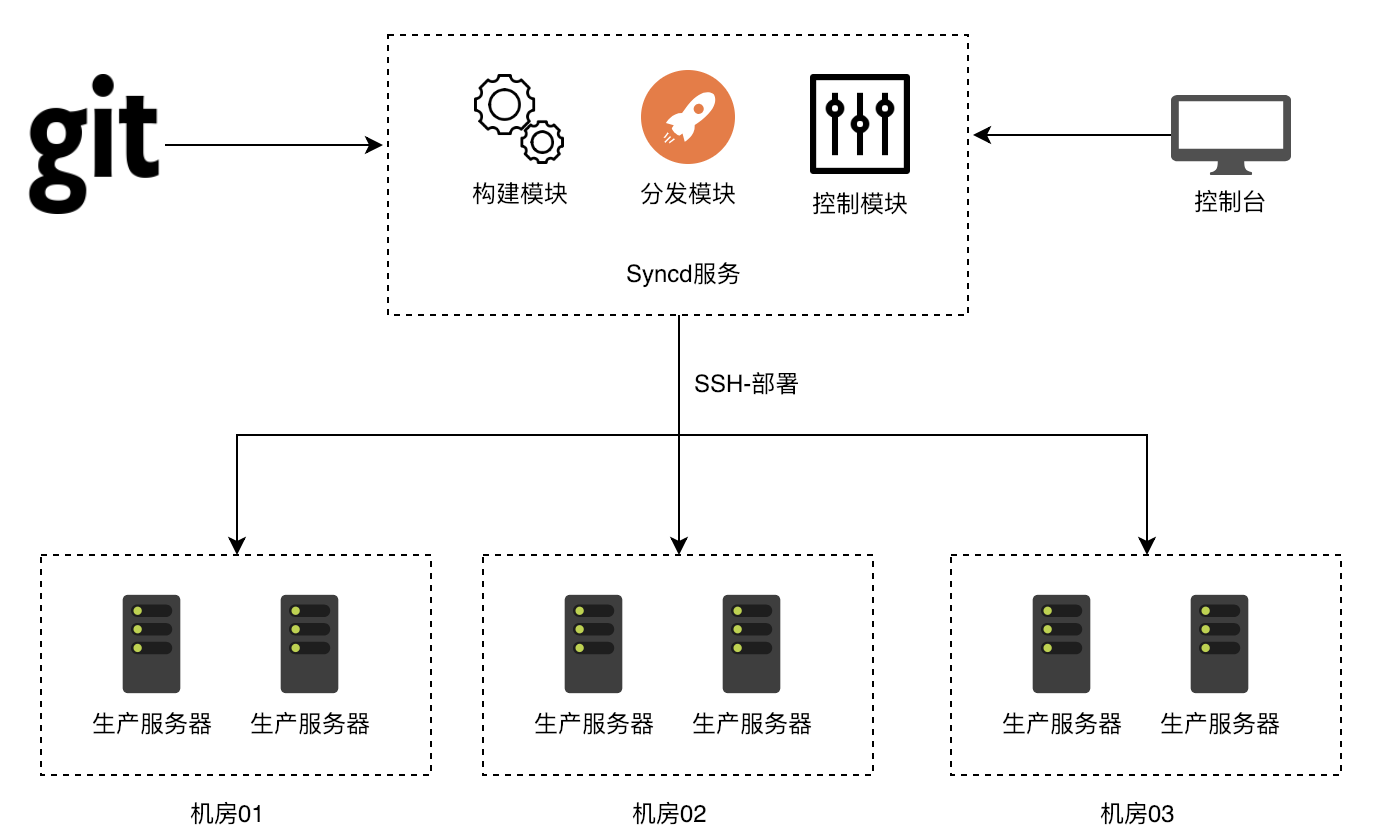 git
构建模块
分发模块
控制模块
控制台
Syncd服务
SSH-部署
生产服务器
生产服务器
生产服务器
生产服务器
生产服务器
生产服务器
机房01
机房02
机房03